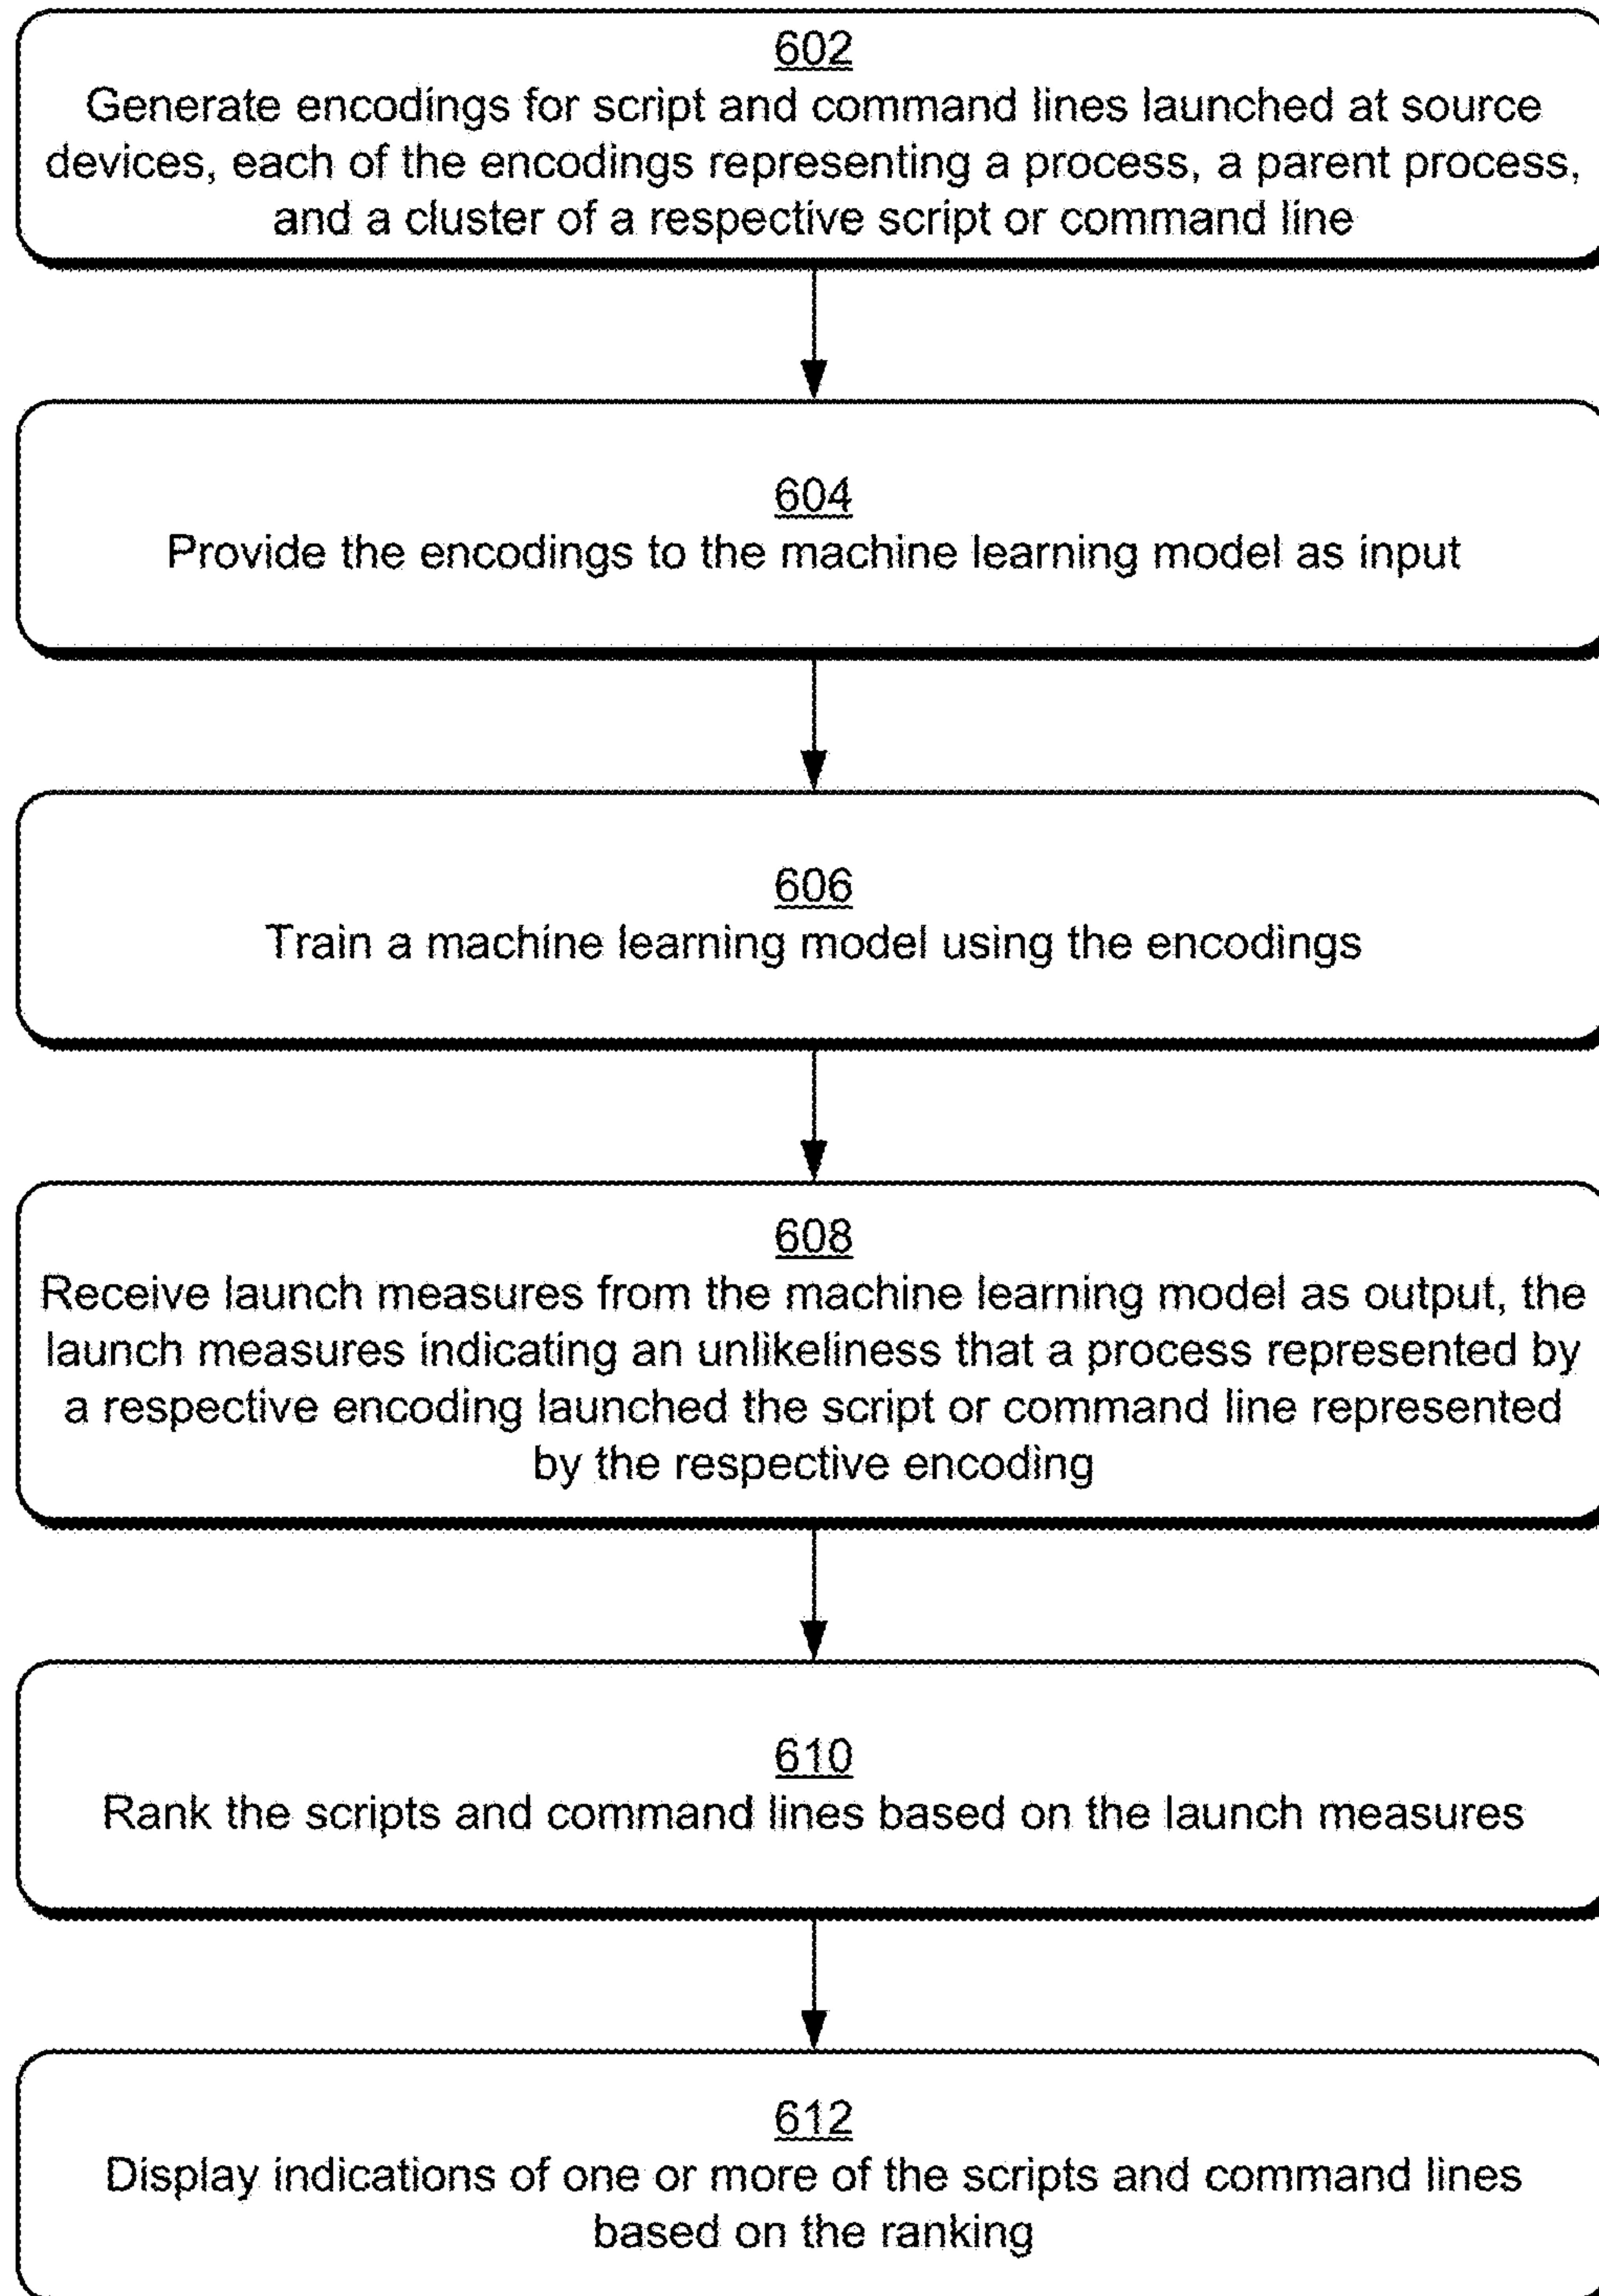 602
Generate encodings for script and command lines launched at source
devices, each of the encodings representing a process, a parent process,
and a cluster of a respective script or command line
604
Provide the encodings to the machine learning model as input
606
Train a machine learning model using the encodings
608
Receive launch measures from the machine learning model as output, the
launch measures indicating an unlikeliness that a process represented by
a respective encoding launched the script or command line represented
by the respective encoding
610
Rank the scripts and command lines based on the launch measures
612
Display indications of one or more of the scripts and command lines
based on the ranking